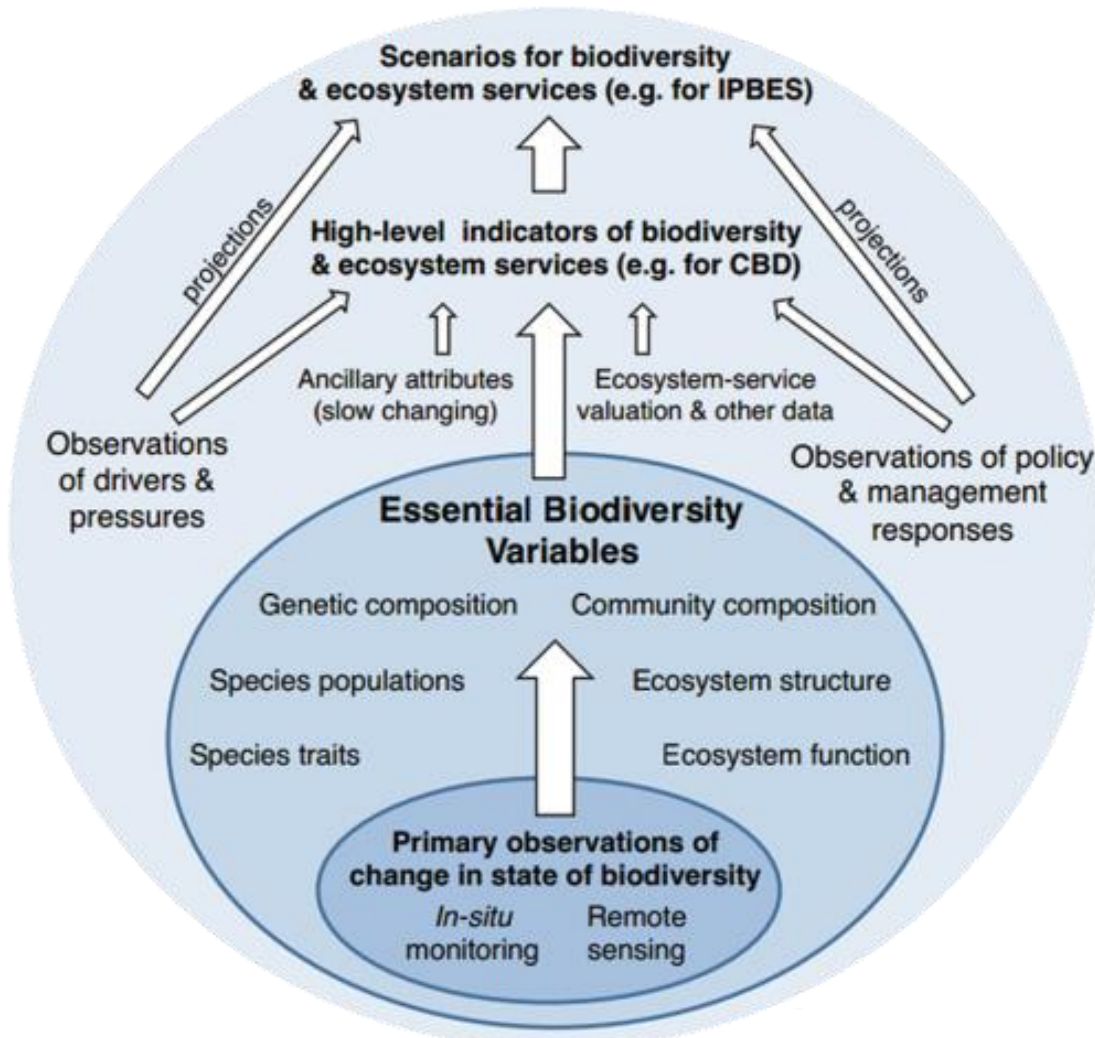 Scenarios for biodiversity
& ecosystem services (e.g. for IPBES)
projections
projections
High-level indicators of biodiversity
& ecosystem services (e.g. for CBD)
Ancillary attributes
(slow changing)
Ecosystem-service
valuation & other data
Observations
of drivers &
pressures
Observations of policy
& management
responses
Essential Biodiversity
Variables
Genetic composition
Community composition
Species populations
Ecosystem structure
Species traits
Ecosystem function
Primary observations of
change in state of biodiversity
In-situ
monitoring
Remote
sensing